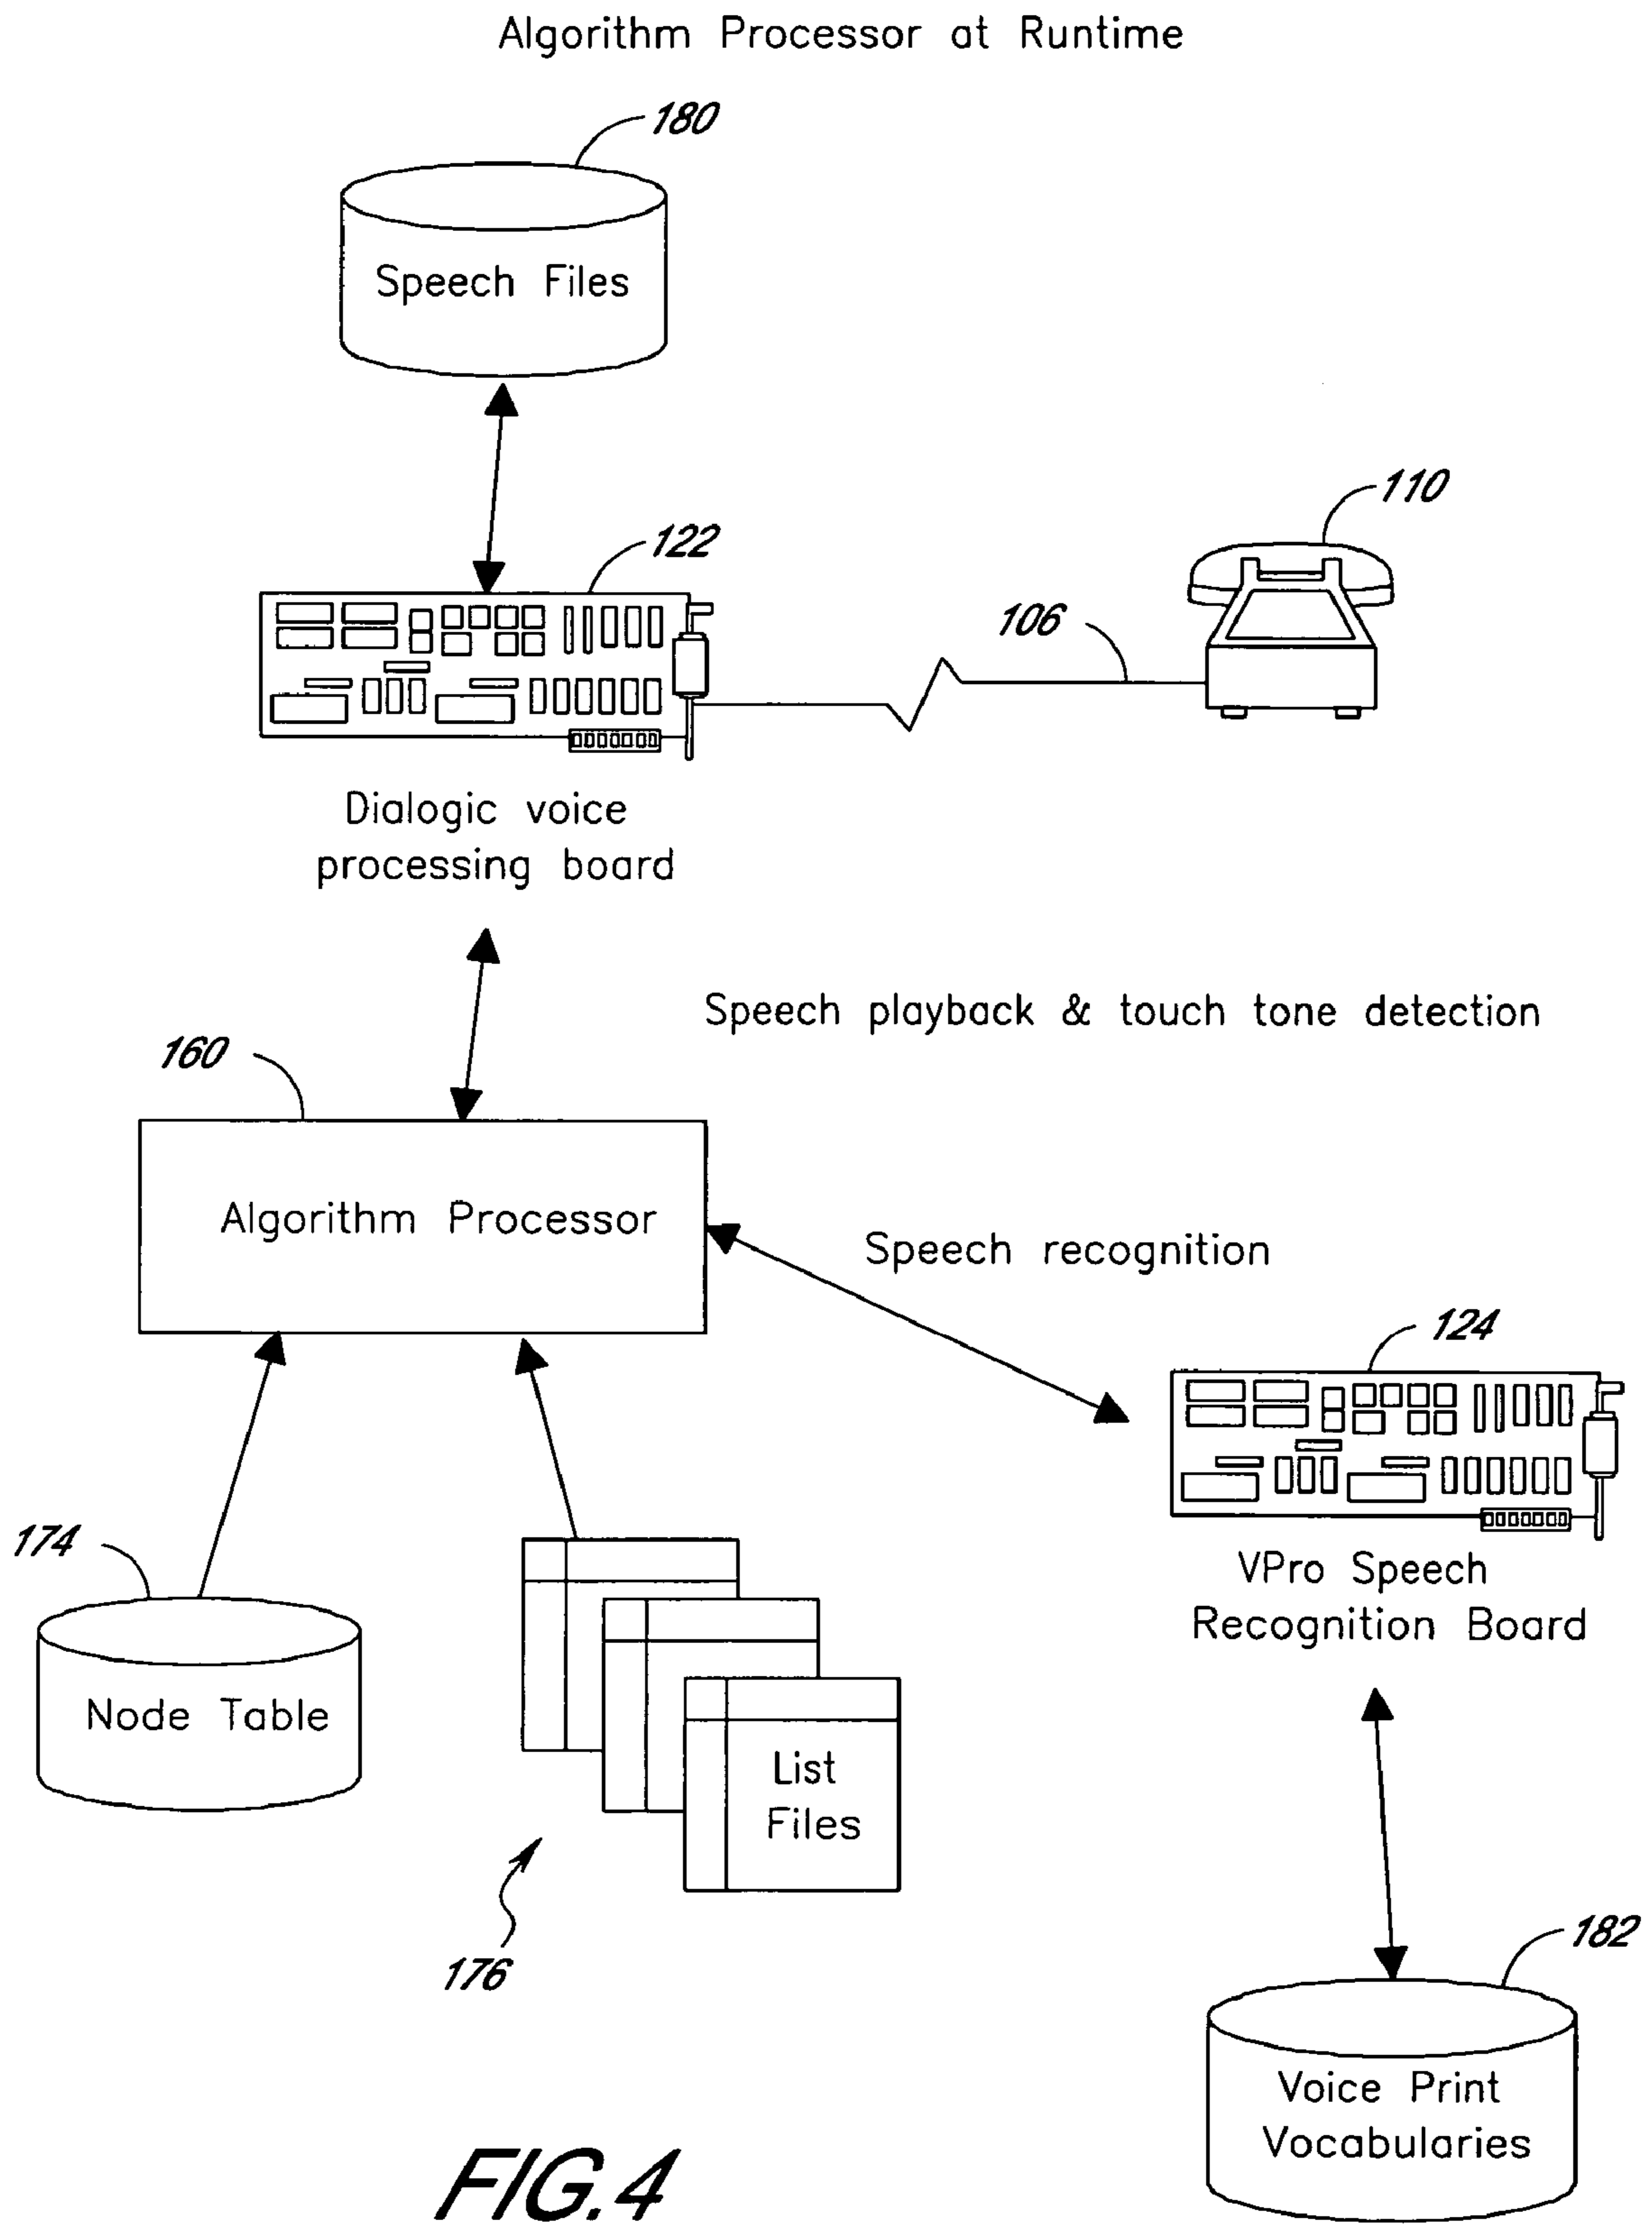 Algorithm Processor at Runtime
180
Speech Files
110
122
106
Dialogic voice
processing board
Speech playback & touch tone detection
160
Algorithm Processor
Speech recognition
124
VPro Speech
Recognition Board
174
Node Table
List
Files
176
182
Voice Print
Vocabularies
FIG.4